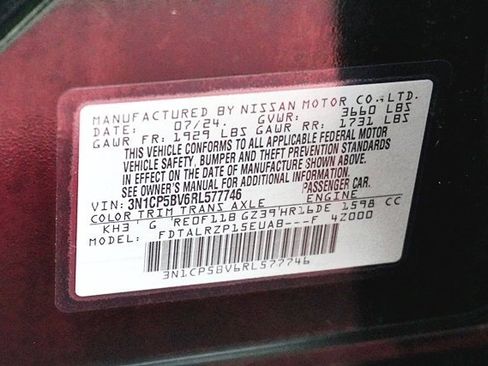 MANUFACTURED BY NISSAN MOTOR CO., LTD.
DATE: 07/24. GVWR: 3660 LBS
GAWR FR: 1929 LBS GAWR RR: 1731 LBS
THIS VEHICLE CONFORMS TO ALL APPLICABLE FEDERAL MOTOR
VEHICLE SAFETY, BUMPER AND THEFT PREVENTION STANDARDS
IN EFFECT ON THE DATE OF MANUFACTURE SHOWN ABOVE.
SEE OWNER'S MANUAL FOR ADDITIONAL INFORMATION.
VIN: 3N1CP5BV6RL577746 PASSENGER CAR.
COLOR TRIM TRANS AXLE ENGINE
KH3 G RE0F11B GZ39 HR16DE 1598 CC
MODEL: FDTALRZP15EUAB---F 42000
3N1CP5BV6RL577746